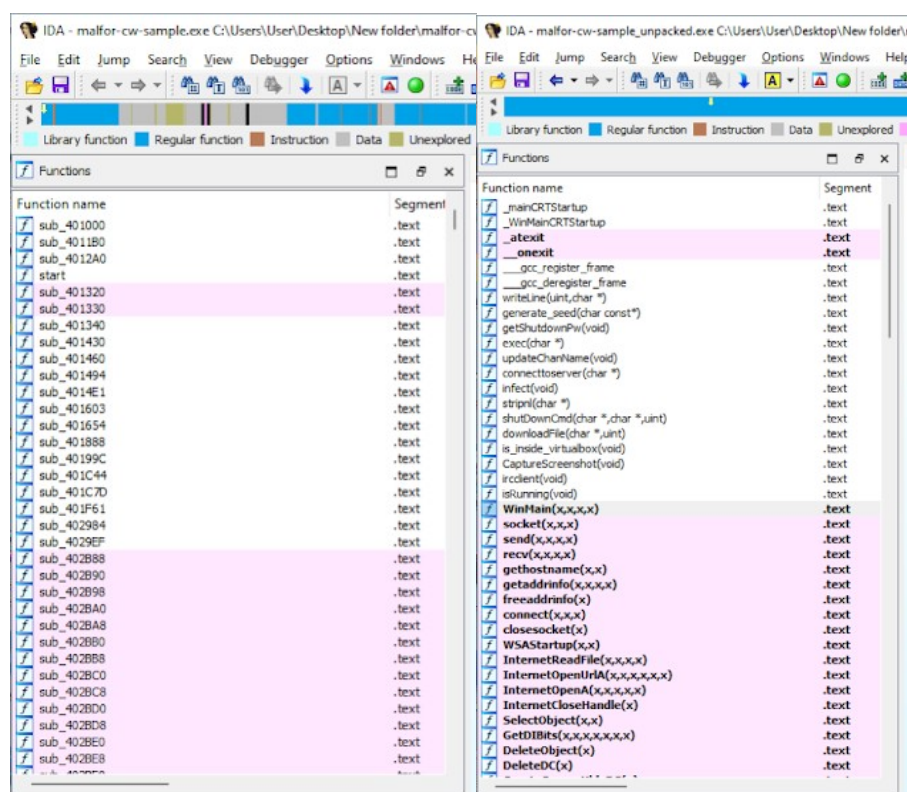 IDA - malfor-cw-sample.exe C:\Users\User\Desktop\New folder\malfor-cw
File Edit Jump Search View Debugger Options Windows He
Library function Regular function Instruction Data Unexplored
Functions
Function name Segment
sub_401000 .text
sub_4011B0 .text
sub_4012A0 .text
start .text
sub_401320 .text
sub_401330 .text
sub_401340 .text
sub_401430 .text
sub_401460 .text
sub_401494 .text
sub_4014E1 .text
sub_401603 .text
sub_401654 .text
sub_401888 .text
sub_40199C .text
sub_401C44 .text
sub_401C7D .text
sub_401F61 .text
sub_402984 .text
sub_4029EF .text
sub_402B88 .text
sub_402B90 .text
sub_402B98 .text
sub_402BA0 .text
sub_402BA8 .text
sub_402BB0 .text
sub_402BB8 .text
sub_402BC0 .text
sub_402BC8 .text
sub_402BD0 .text
sub_402BD8 .text
sub_402BE0 .text
sub_402BE8 .text
IDA - malfor-cw-sample_unpacked.exe C:\Users\User\Desktop\New folder\
File Edit Jump Search View Debugger Options Windows Help
Library function Regular function Instruction Data Unexplored
Functions
Function name Segment
_mainCRTStartup .text
_WinMainCRTStartup .text
_atexit .text
__onexit .text
___gcc_register_frame .text
___gcc_deregister_frame .text
writeLine(uint,char *) .text
generate_seed(char const*) .text
getShutdownPw(void) .text
exec(char *) .text
updateChanName(void) .text
connecttoserver(char *) .text
infect(void) .text
stripnl(char *) .text
shutDownCmd(char *,char *,uint) .text
downloadFile(char *,uint) .text
is_inside_virtualbox(void) .text
CaptureScreenshot(void) .text
ircclient(void) .text
isRunning(void) .text
WinMain(x,x,x,x) .text
socket(x,x,x) .text
send(x,x,x,x) .text
recv(x,x,x,x) .text
gethostname(x,x) .text
getaddrinfo(x,x,x,x) .text
freeaddrinfo(x) .text
connect(x,x,x) .text
closesocket(x) .text
WSAStartup(x,x) .text
InternetReadFile(x,x,x,x) .text
InternetOpenUrlA(x,x,x,x,x,x) .text
InternetOpenA(x,x,x,x,x) .text
InternetCloseHandle(x) .text
SelectObject(x,x) .text
GetDIBits(x,x,x,x,x,x,x) .text
DeleteObject(x) .text
DeleteDC(x) .text